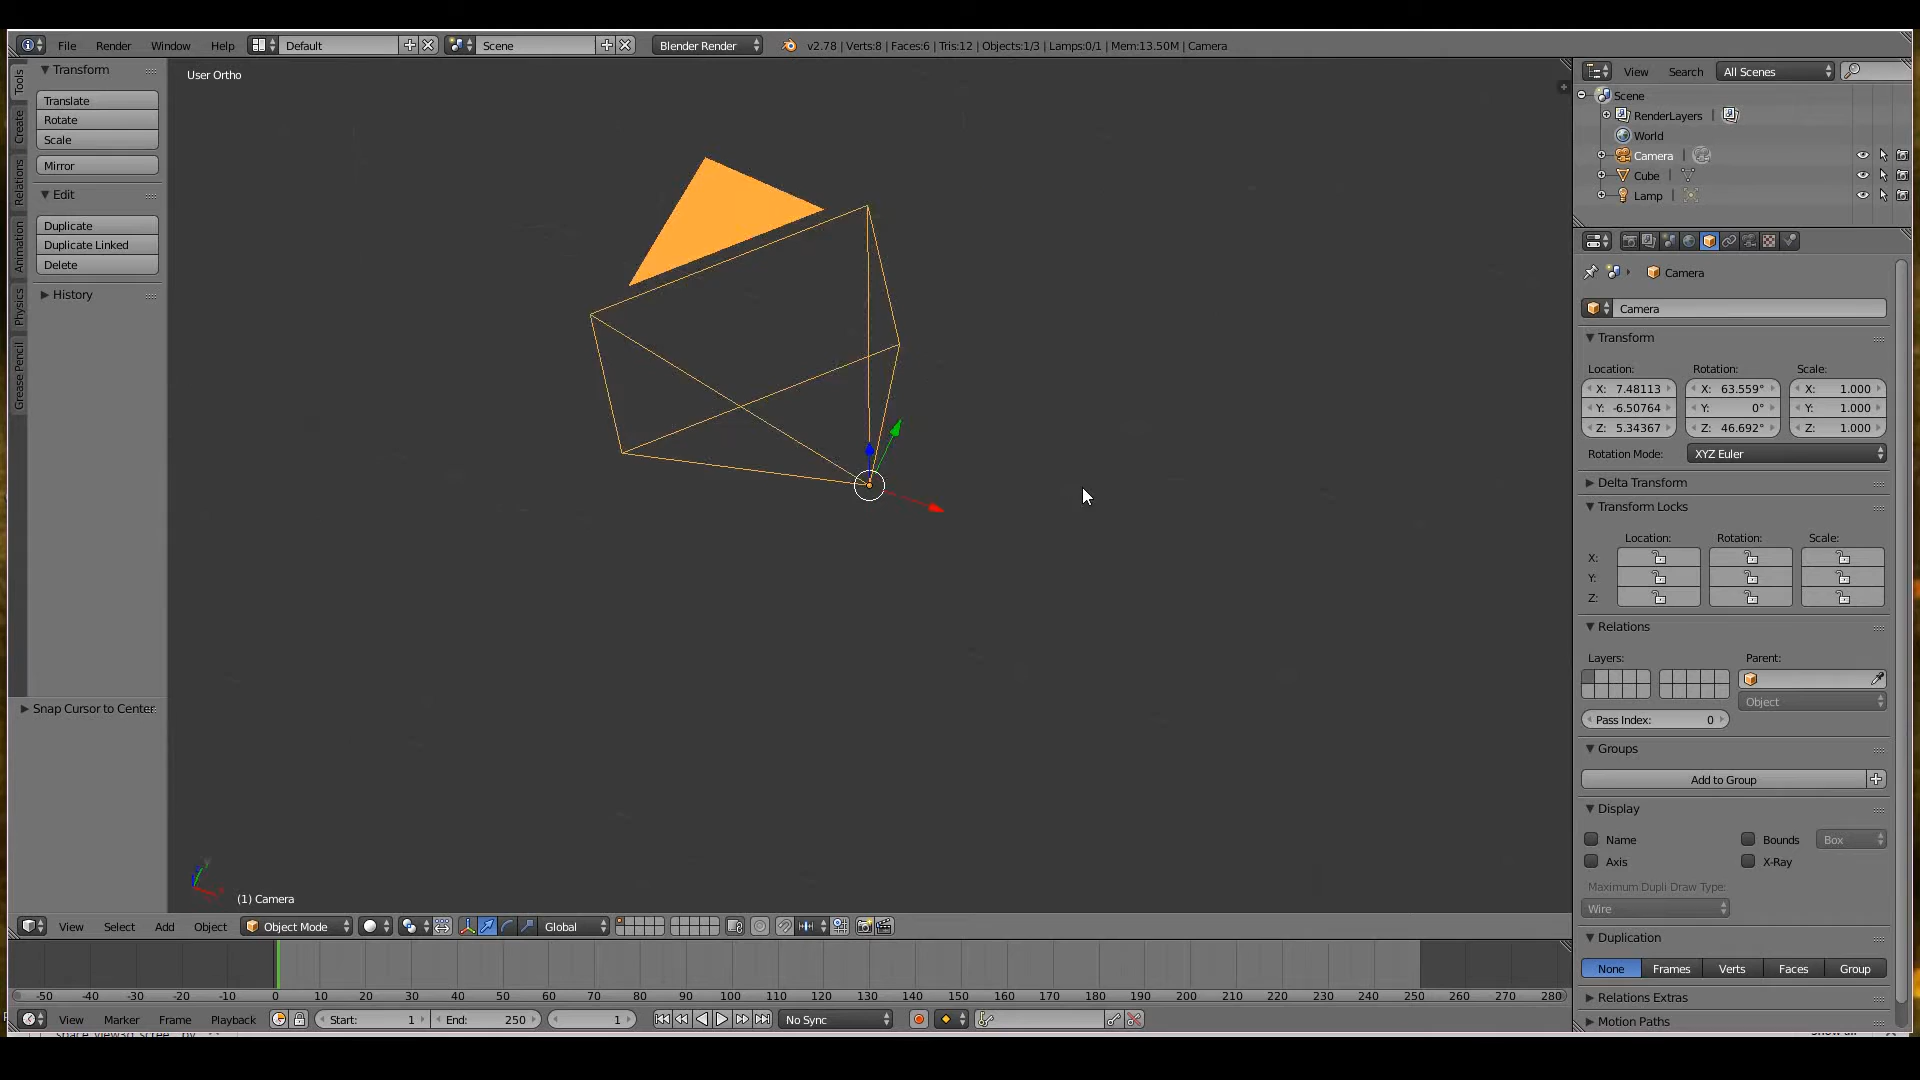 File Render Window Help Default Scene Blender Render v2.78 | Verts:8 | Faces:6 | Tris:12 | Objects:1/3 | Lamps:0/1 | Mem:13.50M | Camera
Tools
Create
Relations
Animation
Physics
Grease Pencil
Transform
Translate
Rotate
Scale
Mirror
Edit
Duplicate
Duplicate Linked
Delete
History
Snap Cursor to Center
User Ortho
(1) Camera
View Search All Scenes
Scene
RenderLayers
World
Camera
Cube
Lamp
Camera
Camera
Transform
Location: Rotation: Scale:
X: 7.48113 X: 63.559° X: 1.000
Y: -6.50764 Y: 0° Y: 1.000
Z: 5.34367 Z: 46.692° Z: 1.000
Rotation Mode: XYZ Euler
Delta Transform
Transform Locks
Location: Rotation: Scale:
X:
Y:
Z:
Relations
Layers: Parent:
Object
Pass Index: 0
Groups
Add to Group
Display
Name Bounds Box
Axis X-Ray
Maximum Dupli Draw Type:
Wire
Duplication
None Frames Verts Faces Group
Relations Extras
Motion Paths
View Select Add Object Object Mode Global
-50 -40 -30 -20 -10 0 10 20 30 40 50 60 70 80 90 100 110 120 130 140 150 160 170 180 190 200 210 220 230 240 250 260 270 280
View Marker Frame Playback Start: 1 End: 250 1 No Sync